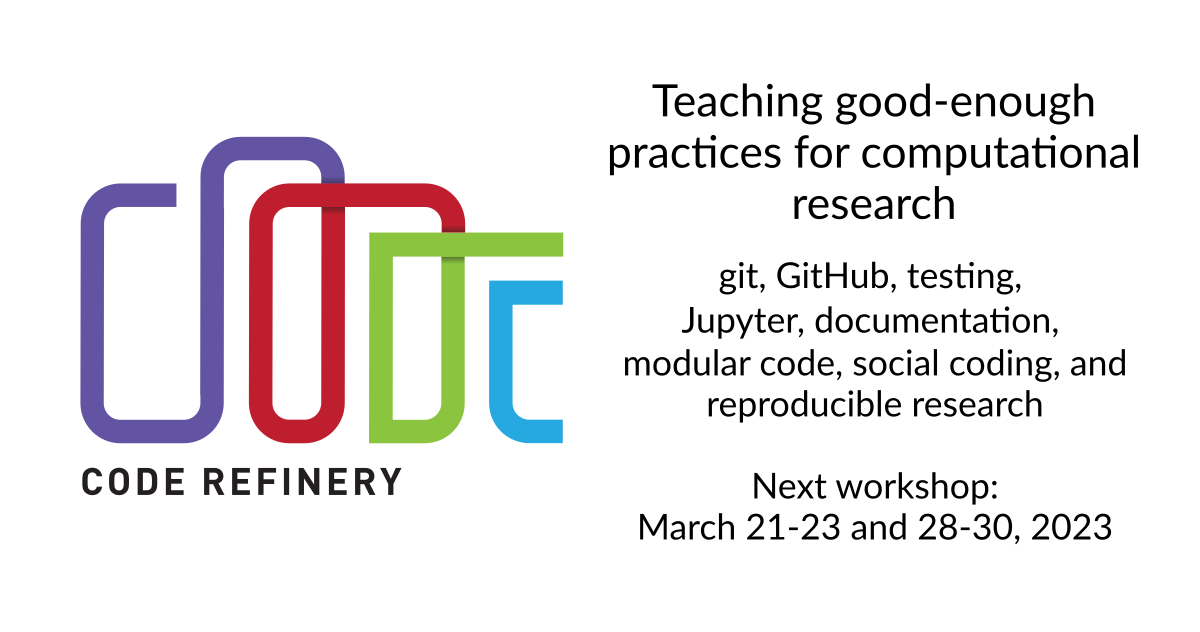 CODE REFINERY
Teaching good-enough
practices for computational
research
git, GitHub, testing,
Jupyter, documentation,
modular code, social coding, and
reproducible research
Next workshop:
March 21-23 and 28-30, 2023